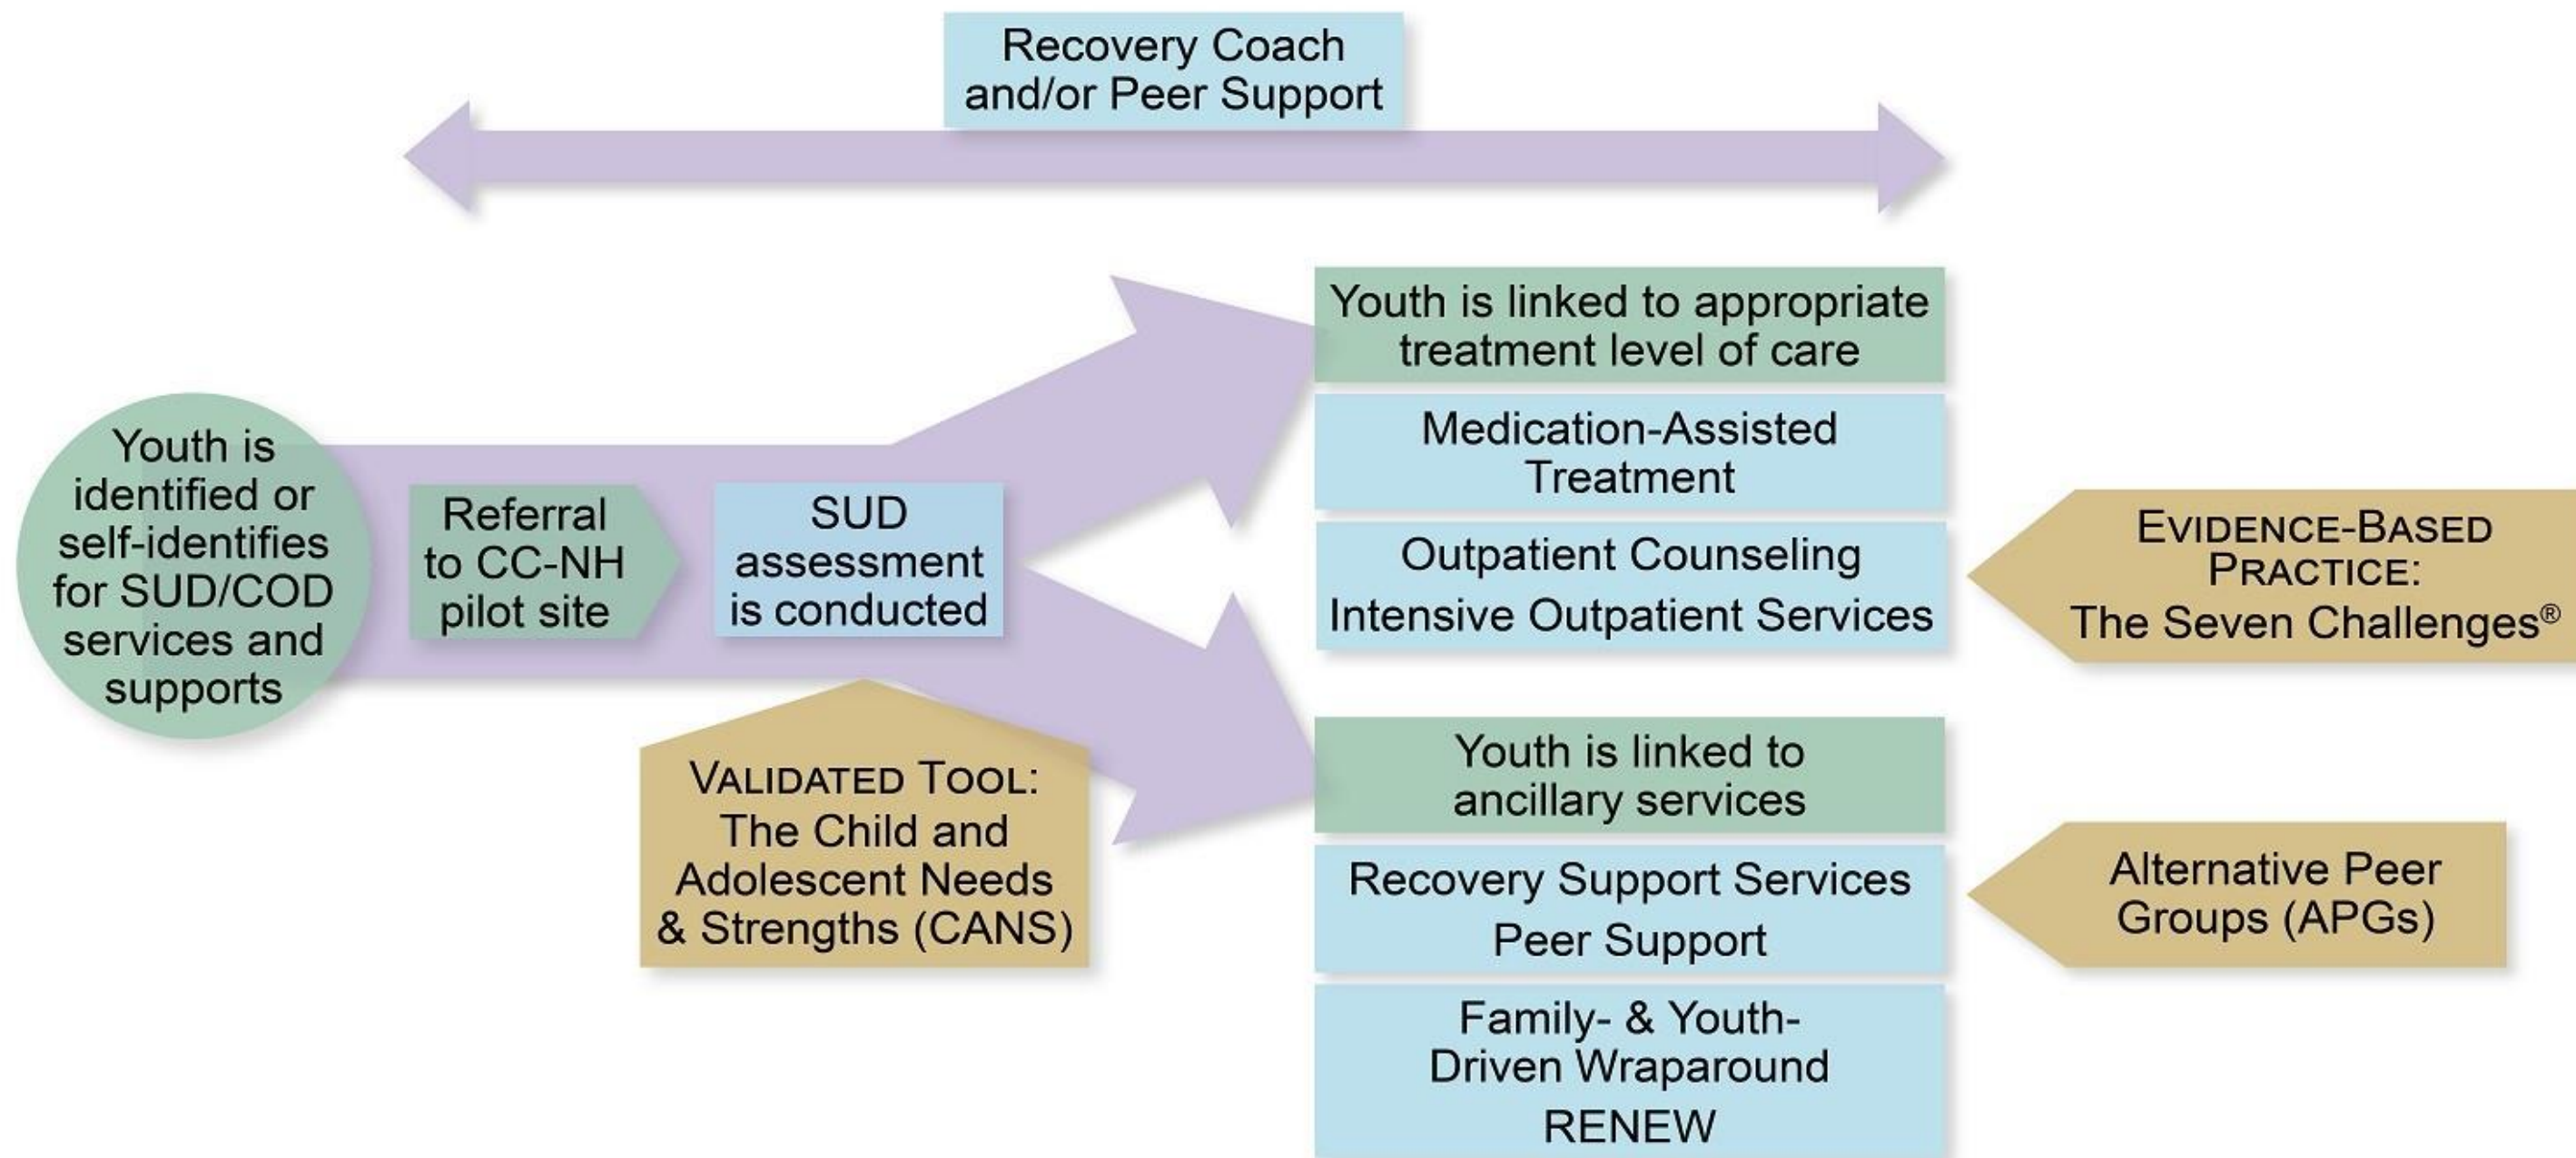 Recovery Coach
and/or Peer Support
Youth is
identified or
self-identifies
for SUD/COD
services and
supports
Referral
to CC-NH
pilot site
SUD
assessment
is conducted
VALIDATED TOOL:
The Child and
Adolescent Needs
& Strengths (CANS)
Youth is linked to appropriate
treatment level of care
Medication-Assisted
Treatment
Outpatient Counseling
Intensive Outpatient Services
EVIDENCE-BASED
PRACTICE:
The Seven Challenges®
Youth is linked to
ancillary services
Recovery Support Services
Peer Support
Alternative Peer
Groups (APGs)
Family- & Youth-
Driven Wraparound
RENEW